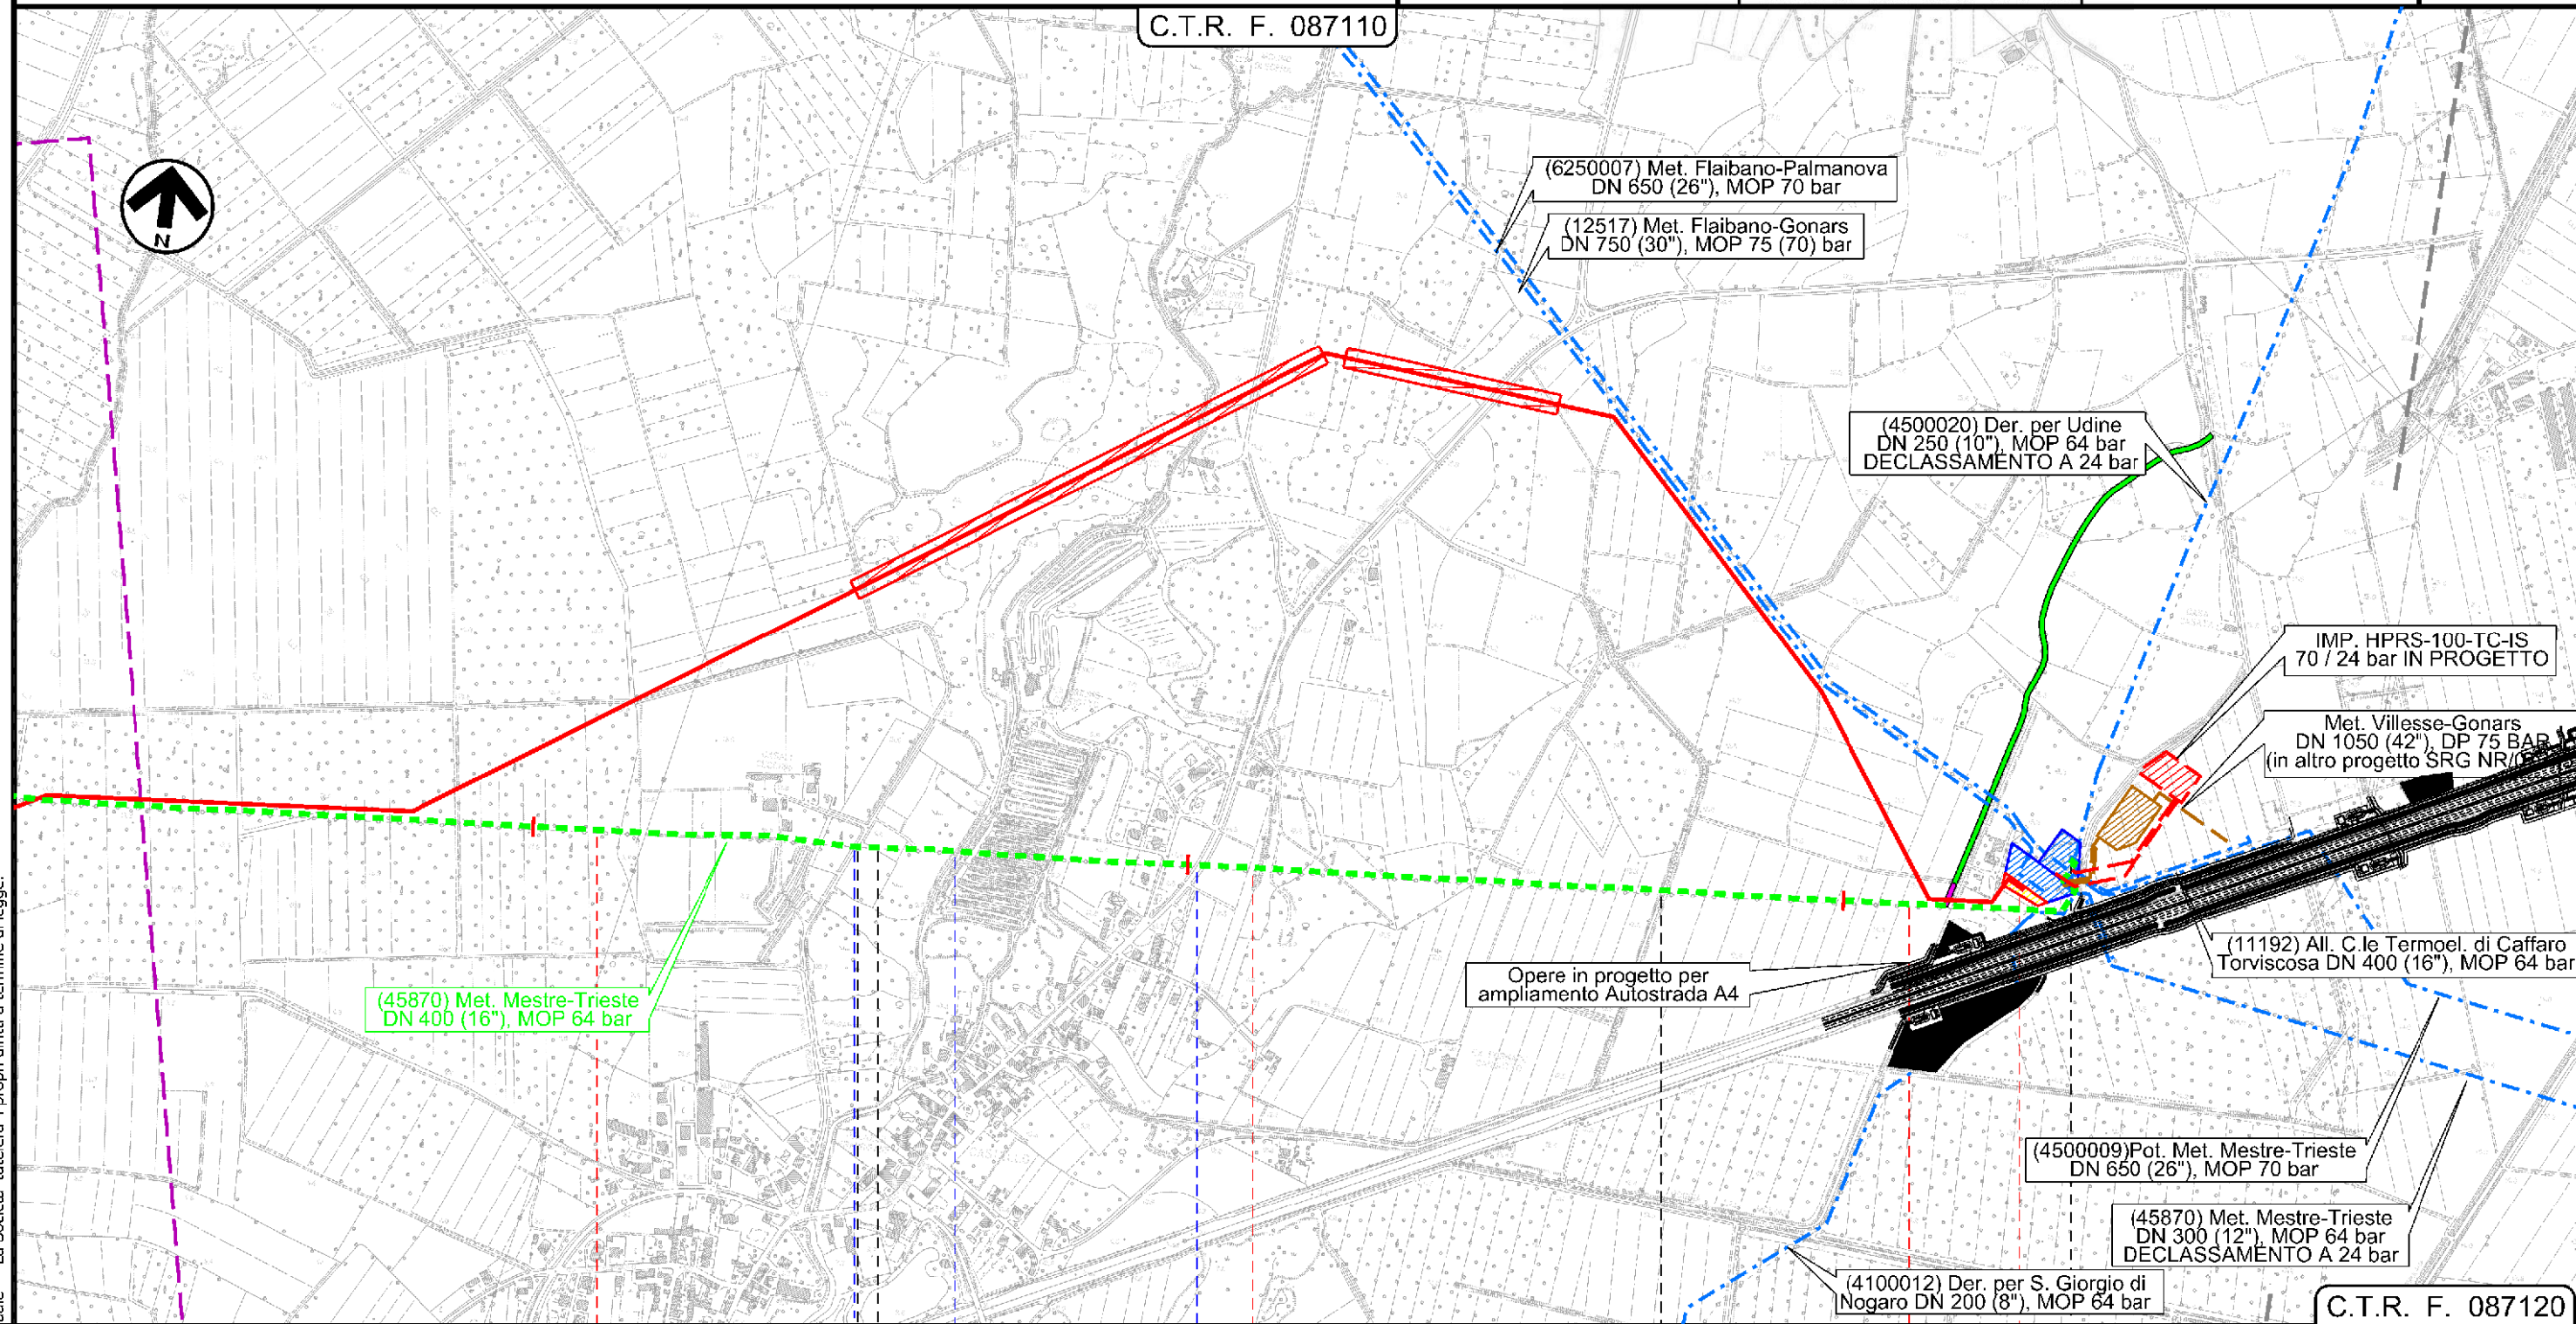 C.T.R. F. 087110
N
(6250007) Met. Flaibano-Palmanova
DN 650 (26"), MOP 70 bar
(12517) Met. Flaibano-Gonars
DN 750 (30"), MOP 75 (70) bar
(4500020) Der. per Udine
DN 250 (10"), MOP 64 bar
DECLASSAMENTO A 24 bar
IMP. HPRS-100-TC-IS
70 / 24 bar IN PROGETTO
Met. Villesse-Gonars
DN 1050 (42"), DP 75 BAR
(in altro progetto SRG NR/
(45870) Met. Mestre-Trieste
DN 400 (16"), MOP 64 bar
Opere in progetto per
ampliamento Autostrada A4
(11192) All. C.le Termoel. di Caffaro
Torviscosa DN 400 (16"), MOP 64 bar
(4500009)Pot. Met. Mestre-Trieste
DN 650 (26"), MOP 70 bar
(45870) Met. Mestre-Trieste
DN 300 (12"), MOP 64 bar
DECLASSAMENTO A 24 bar
(4100012) Der. per S. Giorgio di
Nogaro DN 200 (8"), MOP 64 bar
C.T.R. F. 087120